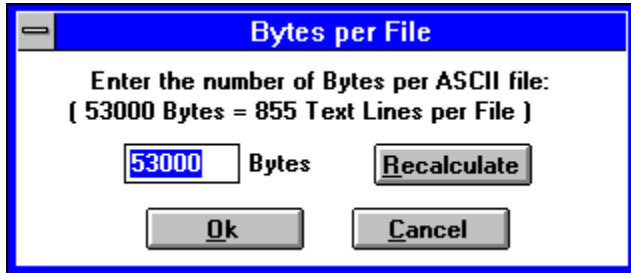 Bytes per File
Enter the number of Bytes per ASCII file:
( 53000 Bytes = 855 Text Lines per File )
53000 Bytes Recalculate
Ok Cancel